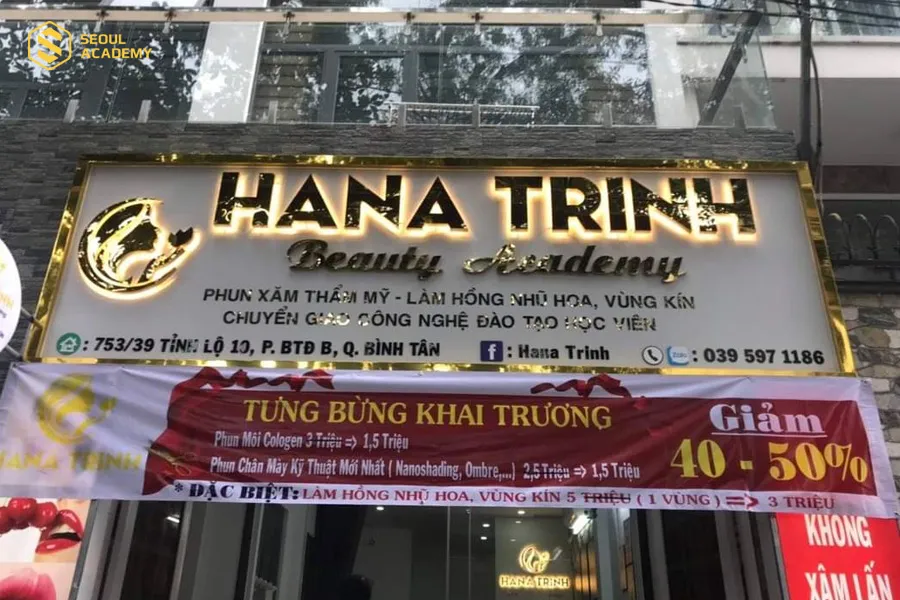 SEOUL
ACADEMY
HANA TRINH
Beauty Academy
PHUN XĂM THẨM MỸ - LÀM HỒNG NHŨ HOA, VÙNG KÍN
CHUYỂN GIAO CÔNG NGHỆ ĐÀO TẠO HỌC VIÊN
: 753/39 TỈNH LỘ 10, P. BTĐ B, Q. BÌNH TÂN
: Hana Trinh
Zalo : 039 597 1186
TƯNG BỪNG KHAI TRƯƠNG
Phun Môi Cologen 3 Triệu => 1,5 Triệu
Phun Chân Mày Kỹ Thuật Mới Nhất ( Nanoshading, Ombre,...) 2,5 Triệu => 1,5 Triệu
Giảm
40 - 50%
HANA TRINH
* ĐẶC BIỆT: LÀM HỒNG NHŨ HOA, VÙNG KÍN 5 TRIỆU ( 1 VÙNG ) => 3 TRIỆU
HANA TRINH
KHÔNG
XÂM LẤN